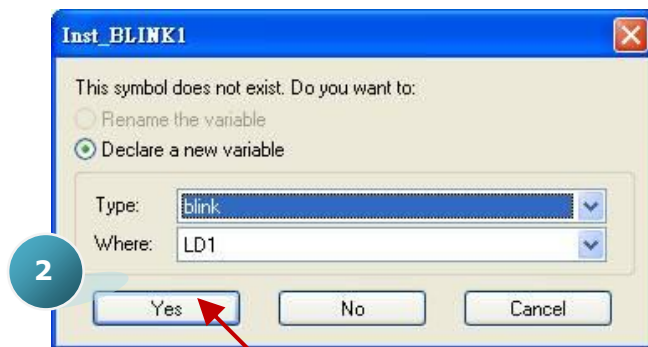 Inst_BLINK1
This symbol does not exist. Do you want to:
Rename the variable
Declare a new variable
Type: blink
Where: LD1
2
Yes No Cancel